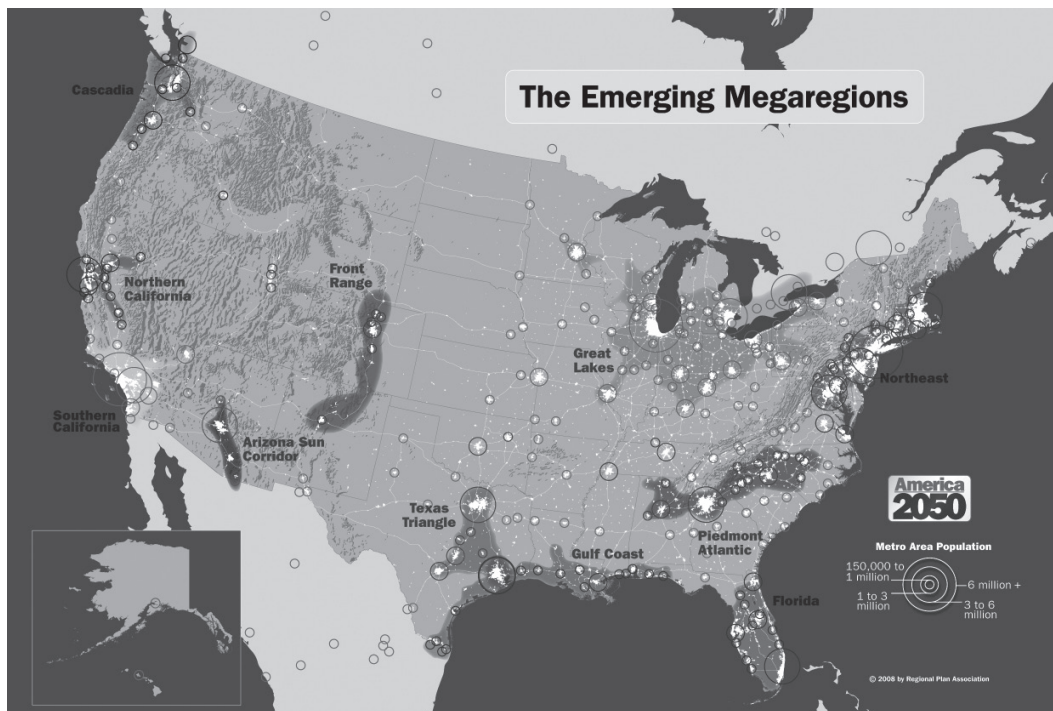 The Emerging Megaregions
Cascadia
Northern
California
Front
Range
Great
Lakes
Northeast
Southern
California
Arizona Sun
Corridor
Texas
Triangle
Gulf Coast
Piedmont
Atlantic
Florida
America
2050
Metro Area Population
150,000 to
1 million
1 to 3
million
6 million +
3 to 6
million
© 2008 by Regional Plan Association